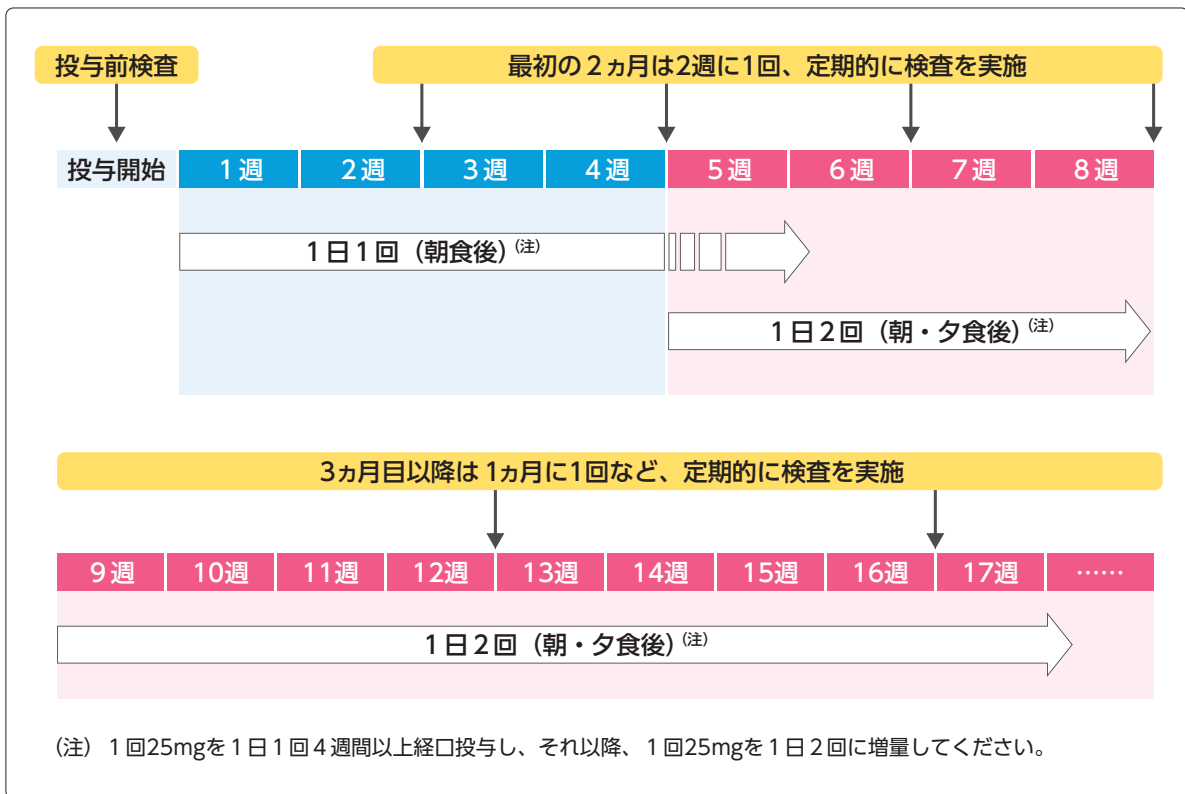 投与前検査
最初の2ヵ月は2週に1回、定期的に検査を実施
投与開始 1週 2週 3週 4週 5週 6週 7週 8週
1日1回（朝食後）(注)
1日2回（朝・夕食後）(注)
3ヵ月目以降は1ヵ月に1回など、定期的に検査を実施
9週 10週 11週 12週 13週 14週 15週 16週 17週 ……
1日2回（朝・夕食後）(注)
(注) 1回25mgを1日1回4週間以上経口投与し、それ以降、1回25mgを1日2回に増量してください。